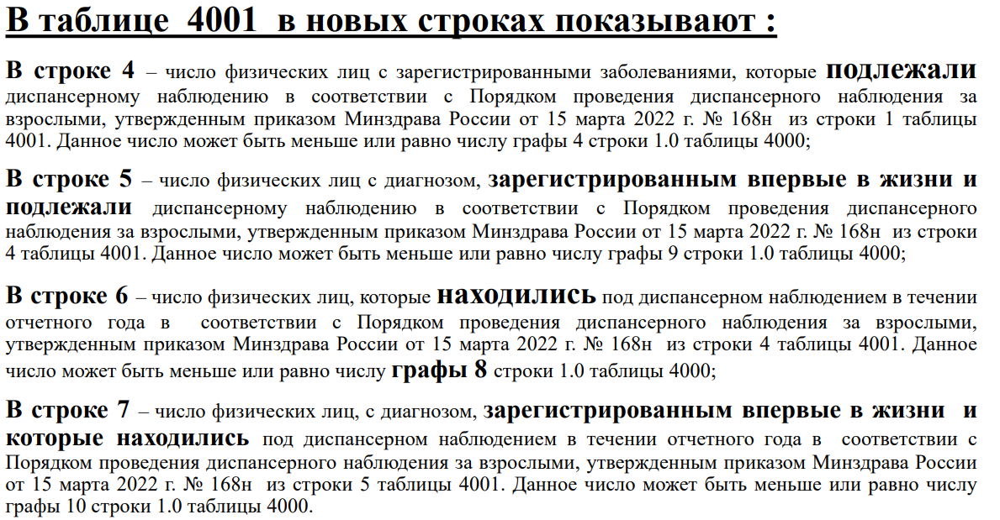 В таблице 4001 в новых строках показывают :
В строке 4 – число физических лиц с зарегистрированными заболеваниями, которые подлежали
диспансерному наблюдению в соответствии с Порядком проведения диспансерного наблюдения за
взрослыми, утвержденным приказом Минздрава России от 15 марта 2022 г. № 168н из строки 1 таблицы
4001. Данное число может быть меньше или равно числу графы 4 строки 1.0 таблицы 4000;
В строке 5 – число физических лиц с диагнозом, зарегистрированным впервые в жизни и
подлежали диспансерному наблюдению в соответствии с Порядком проведения диспансерного
наблюдения за взрослыми, утвержденным приказом Минздрава России от 15 марта 2022 г. № 168н из строки
4 таблицы 4001. Данное число может быть меньше или равно числу графы 9 строки 1.0 таблицы 4000;
В строке 6 – число физических лиц, которые находились под диспансерном наблюдением в течении
отчетного года в соответствии с Порядком проведения диспансерного наблюдения за взрослыми,
утвержденным приказом Минздрава России от 15 марта 2022 г. № 168н из строки 4 таблицы 4001. Данное
число может быть меньше или равно числу графы 8 строки 1.0 таблицы 4000;
В строке 7 – число физических лиц, с диагнозом, зарегистрированным впервые в жизни и
которые находились под диспансерном наблюдением в течении отчетного года в соответствии с
Порядком проведения диспансерного наблюдения за взрослыми, утвержденным приказом Минздрава России
от 15 марта 2022 г. № 168н из строки 5 таблицы 4001. Данное число может быть меньше или равно числу
графы 10 строки 1.0 таблицы 4000.